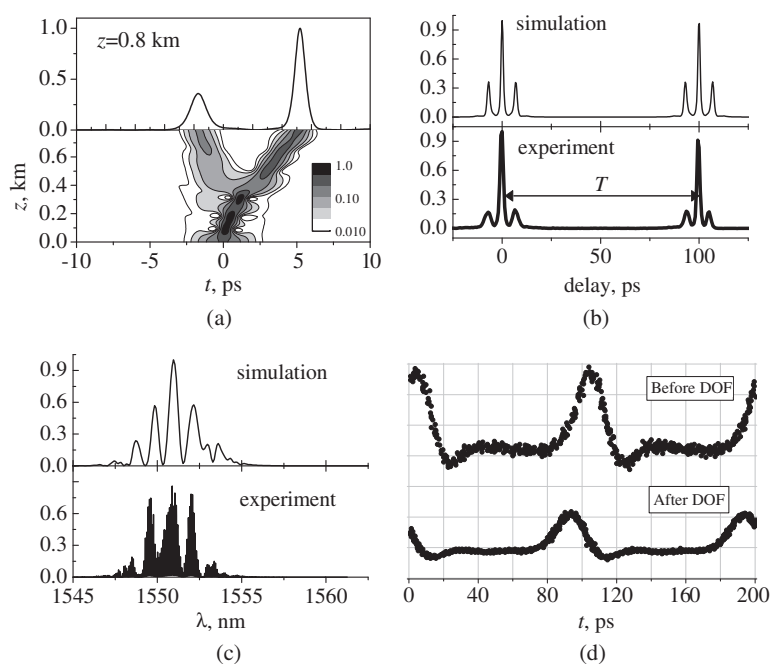 z=0.8 km
1.0
0.5
0.0
0.6
0.4
0.2
0.0
z, km
1.0
0.10
0.010
-10 -5 0 5 10
t, ps
(a)
simulation
0.9
0.6
0.3
0.0
experiment
0.9
0.6
0.3
0.0
T
0 50 100
delay, ps
(b)
simulation
0.9
0.6
0.3
0.0
experiment
0.9
0.6
0.3
0.0
1545 1550 1555 1560
λ, nm
(c)
Before DOF
After DOF
0 40 80 120 160 200
t, ps
(d)